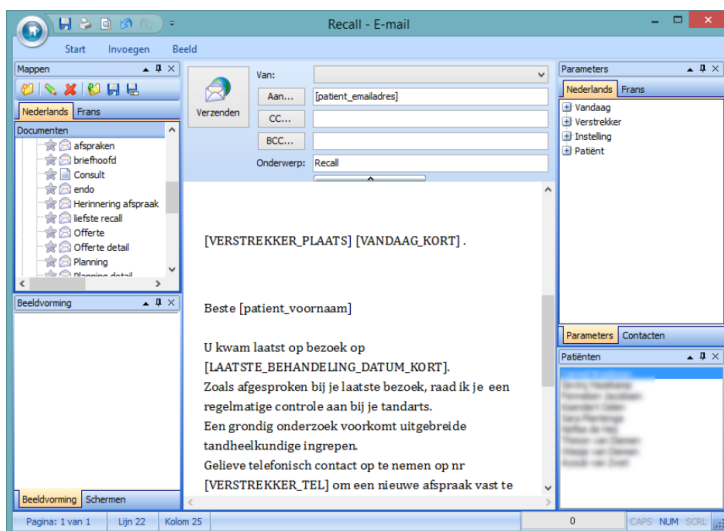 Recall - E-mail
Start Invoegen Beeld
Mappen
Nederlands Frans
Documenten
afspraken
briefhoofd
Consult
endo
Herinnering afspraak
liefste recall
Offerte
Offerte detail
Planning
Planning detail
Beeldvorming
Beeldvorming Schermen
Verzenden
Van:
Aan... [patient_emailadres]
CC...
BCC...
Onderwerp: Recall
[VERSTREKKER_PLAATS] [VANDAAG_KORT] .
Beste [patient_voornaam]
U kwam laatst op bezoek op
[LAATSTE_BEHANDELING_DATUM_KORT].
Zoals afgesproken bij je laatste bezoek, raad ik je een
regelmatige controle aan bij je tandarts.
Een grondig onderzoek voorkomt uitgebreide
tandheelkundige ingrepen.
Gelieve telefonisch contact op te nemen op nr
[VERSTREKKER_TEL] om een nieuwe afspraak vast te
Parameters
Nederlands Frans
Vandaag
Verstrekker
Instelling
Patiënt
Parameters Contacten
Patiënten
Pagina: 1 van 1 Lijn 22 Kolom 25 0 CAPS NUM SCRL